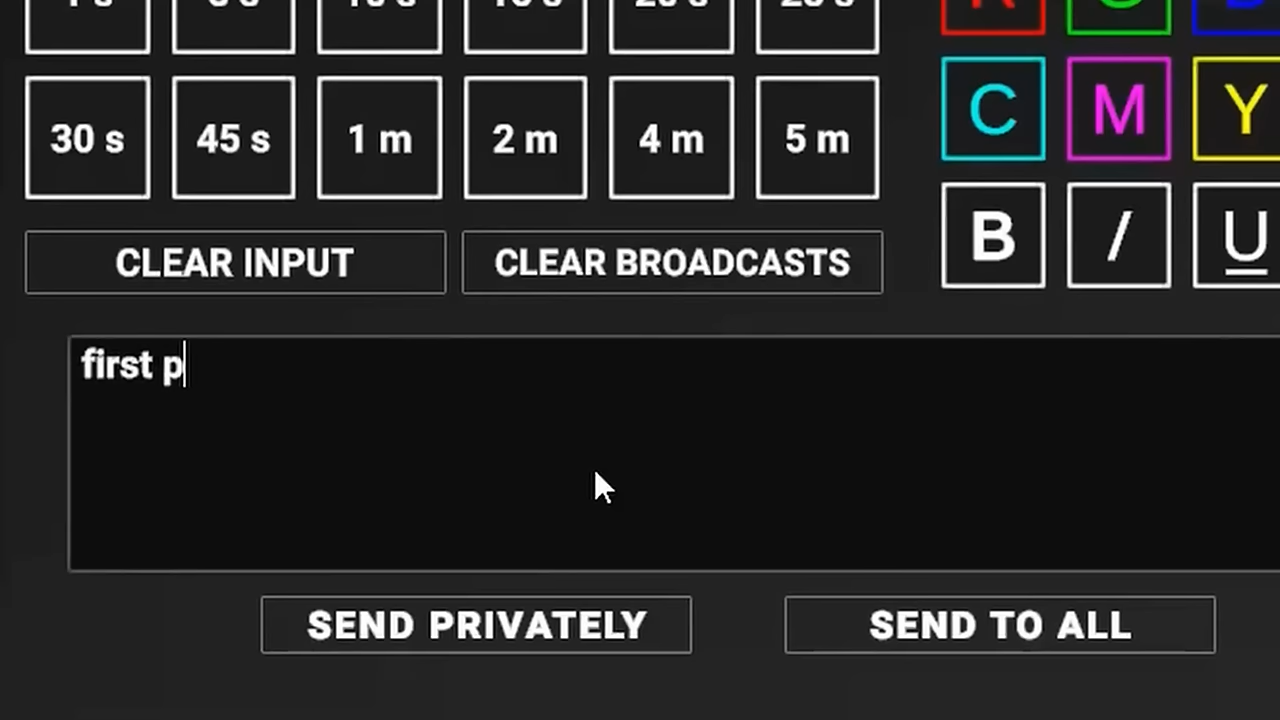 30 s 45 s 1 m 2 m 4 m 5 m C M Y
B / U
CLEAR INPUT CLEAR BROADCASTS
first p
SEND PRIVATELY SEND TO ALL